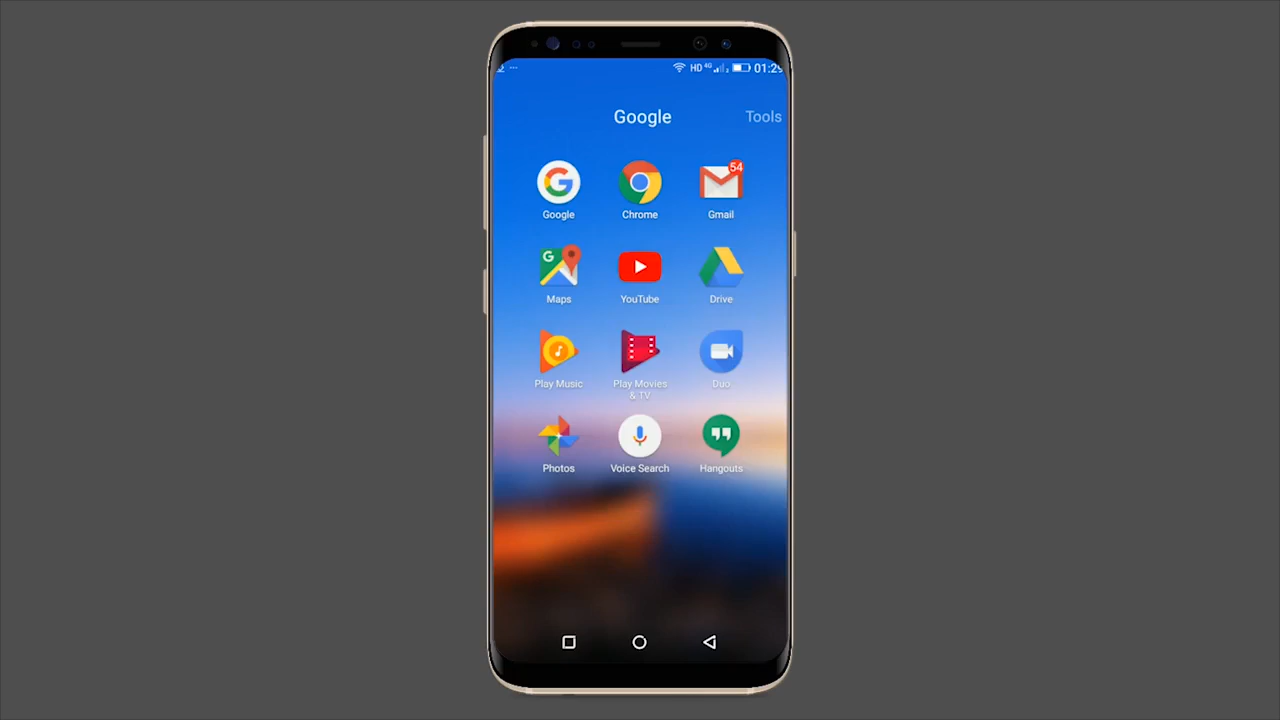 HD 4G 01:29
Google Tools
54
Google Chrome Gmail
G
Maps YouTube Drive
Play Music Play Movies Duo
& TV
Photos Voice Search Hangouts